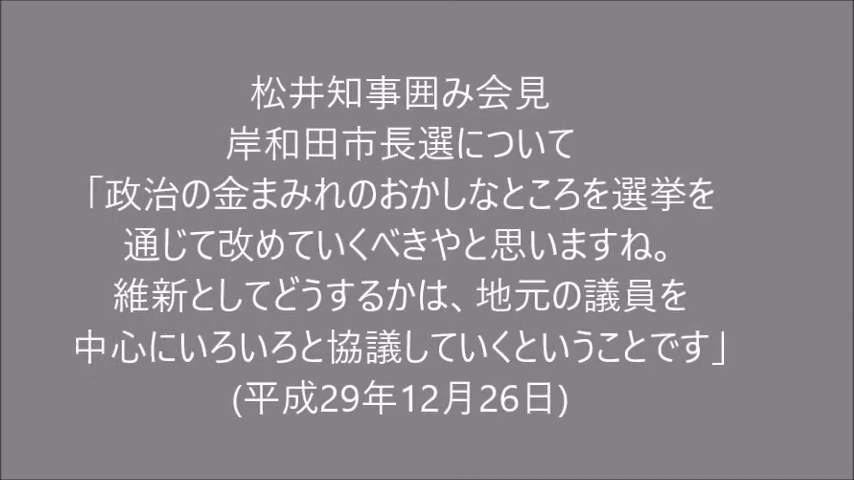 松井知事囲み会見
岸和田市長選について
「政治の金まみれのおかしなところを選挙を
通じて改めていくべきやと思いますね。
維新としてどうするかは、地元の議員を
中心にいろいろと協議していくということです」
(平成29年12月26日)